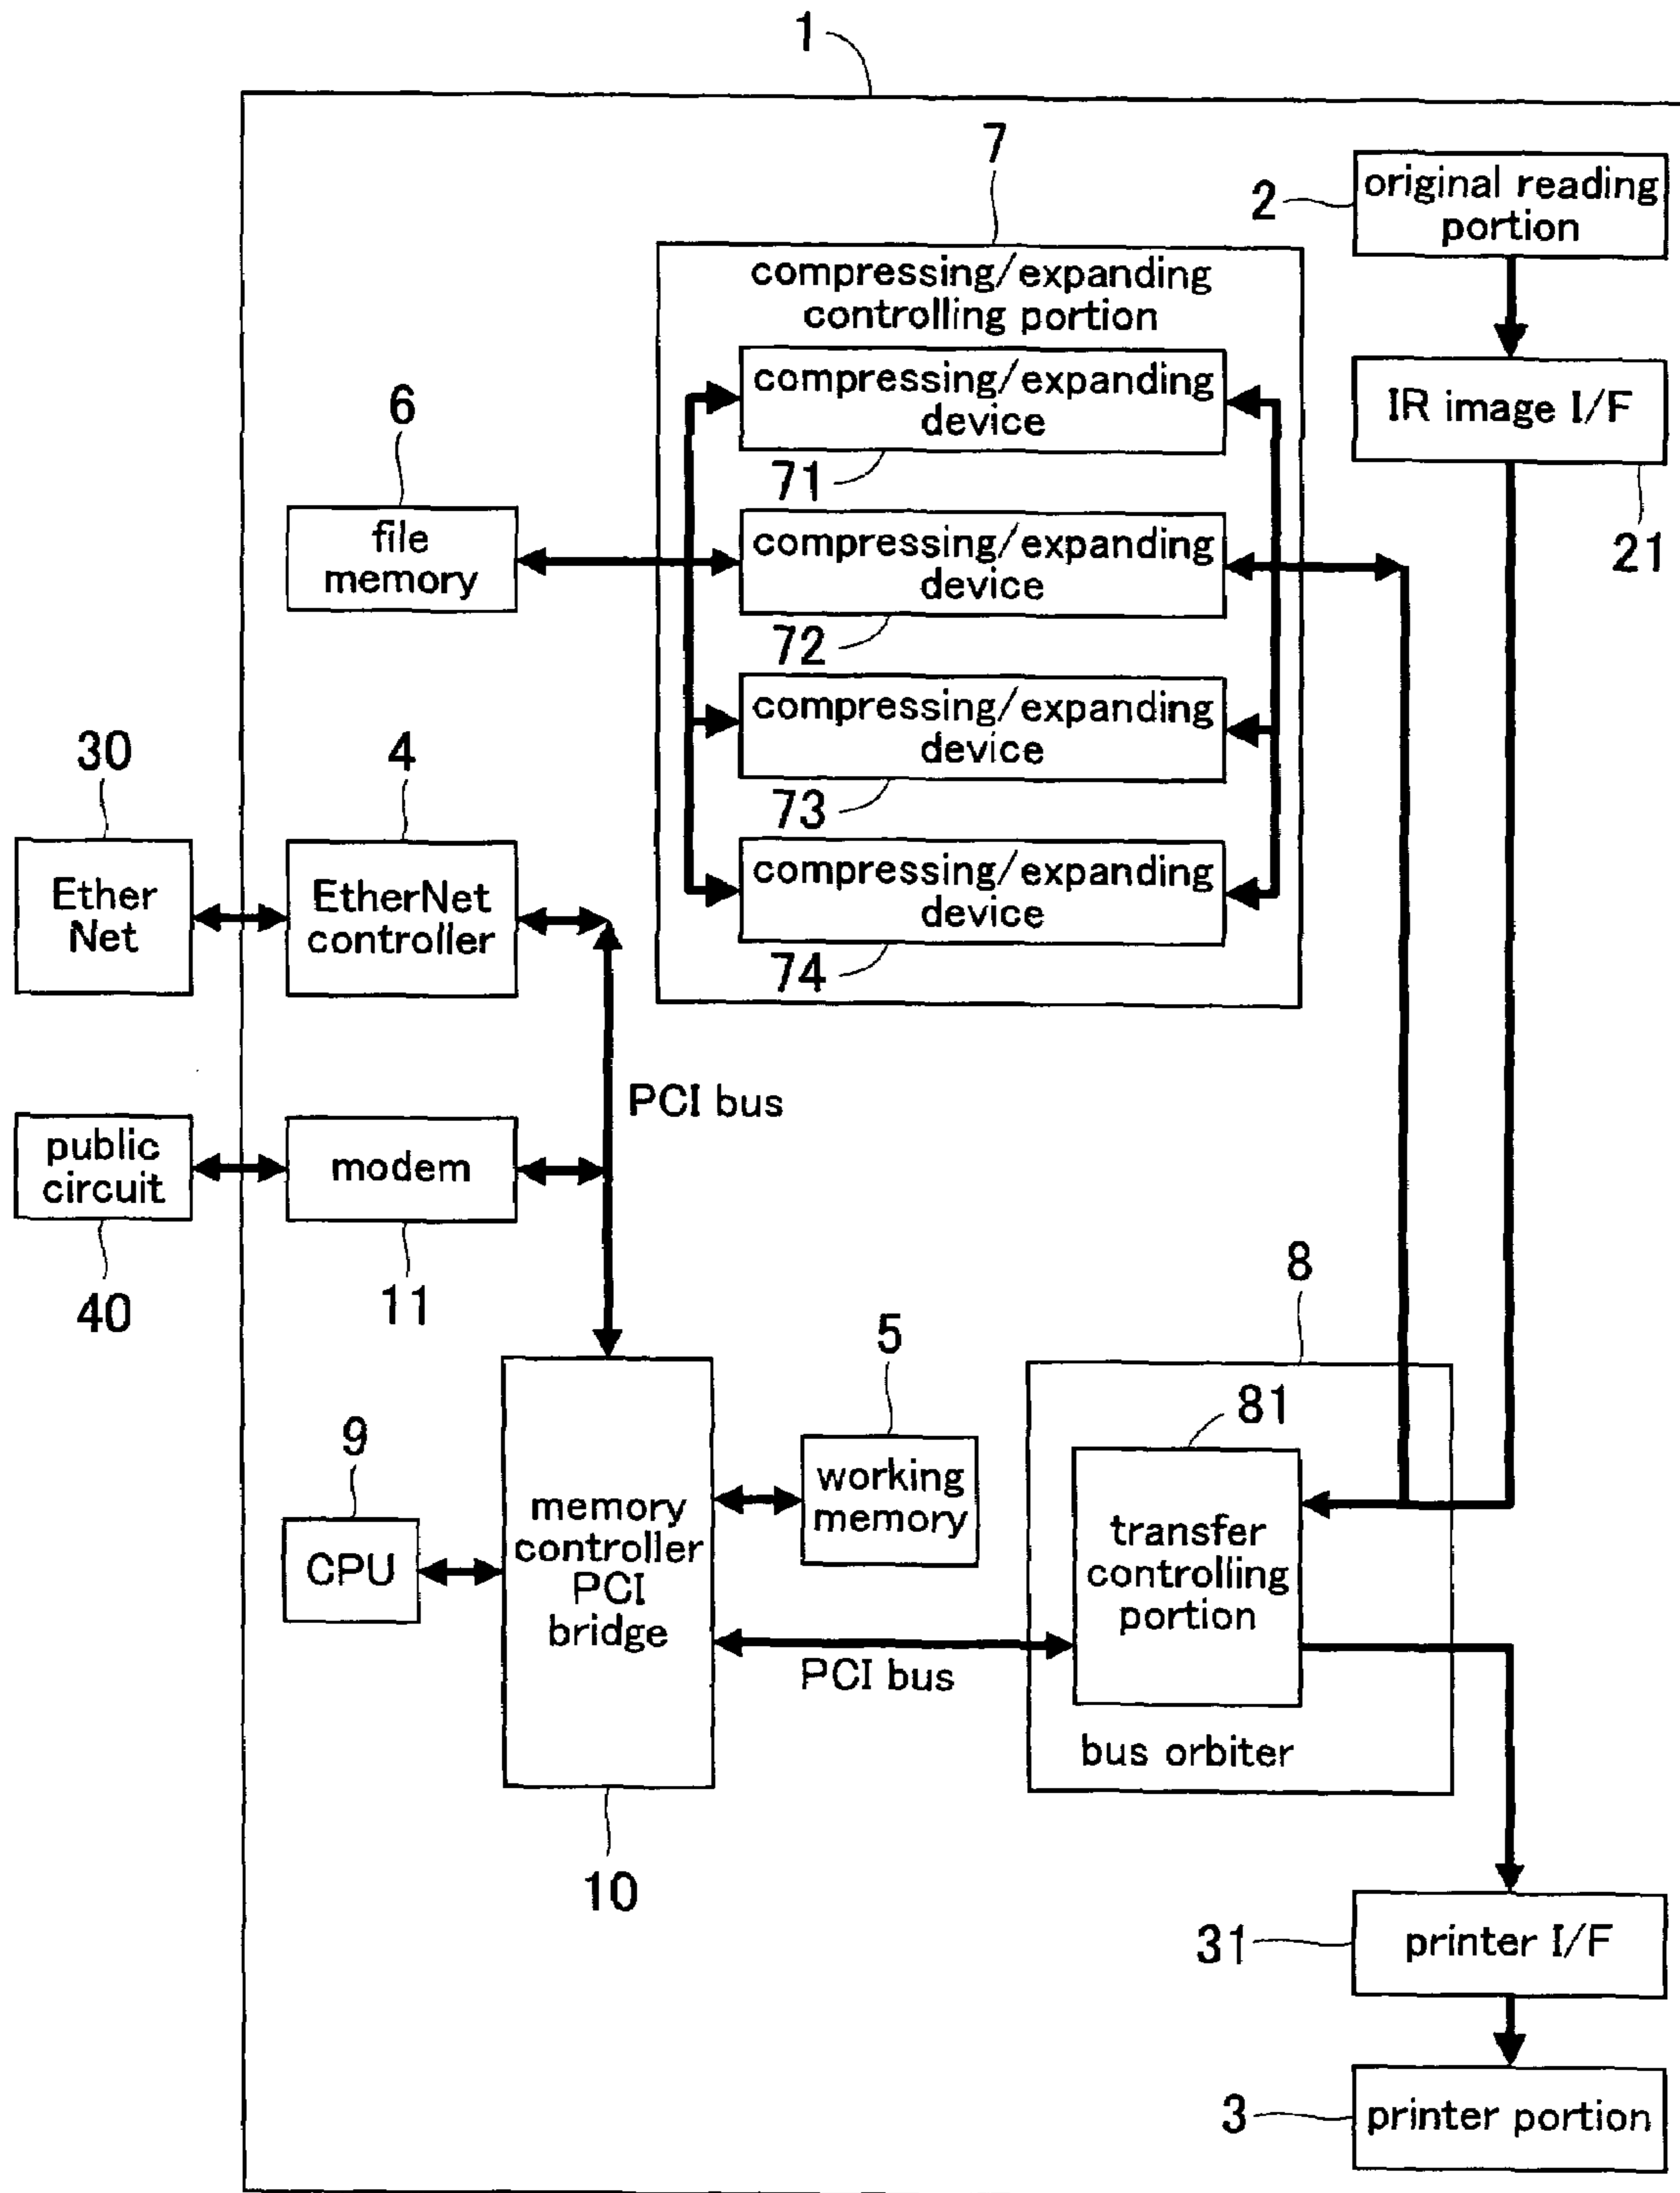 1
7
2
original reading
portion
compressing/expanding
controlling portion
compressing/expanding
device
71
IR image I/F
21
6
file
memory
compressing/expanding
device
72
compressing/expanding
device
73
compressing/expanding
device
74
30
Ether
Net
4
EtherNet
controller
PCI bus
public
circuit
40
modem
11
8
5
working
memory
81
9
CPU
memory
controller
PCI
bridge
10
transfer
controlling
portion
PCI bus
bus orbiter
31
printer I/F
3
printer portion